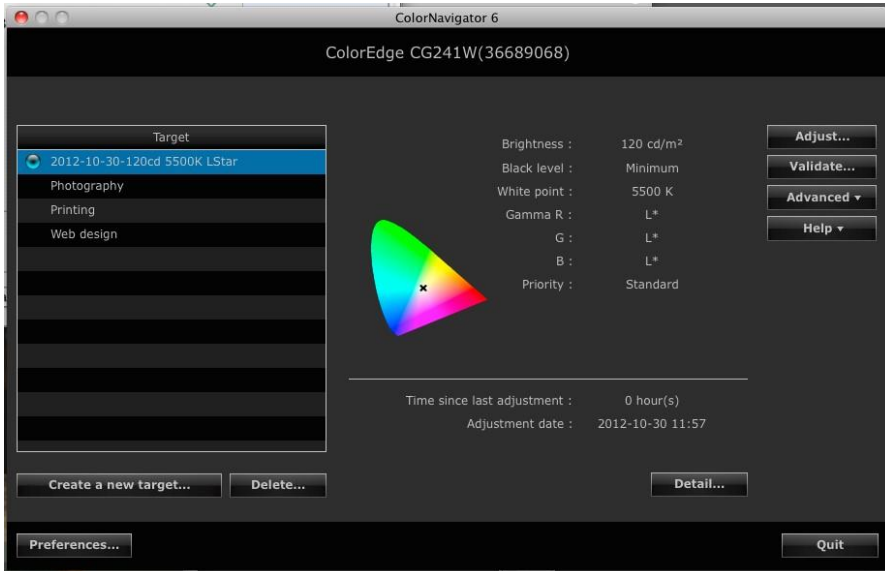 ColorNavigator 6
ColorEdge CG241W(36689068)
Target
2012-10-30-120cd 5500K LStar
Photography
Printing
Web design
Brightness : 120 cd/m²
Black level : Minimum
White point : 5500 K
Gamma R : L*
G : L*
B : L*
Priority : Standard
Time since last adjustment : 0 hour(s)
Adjustment date : 2012-10-30 11:57
Adjust...
Validate...
Advanced ▾
Help ▾
Create a new target...
Delete...
Detail...
Preferences...
Quit